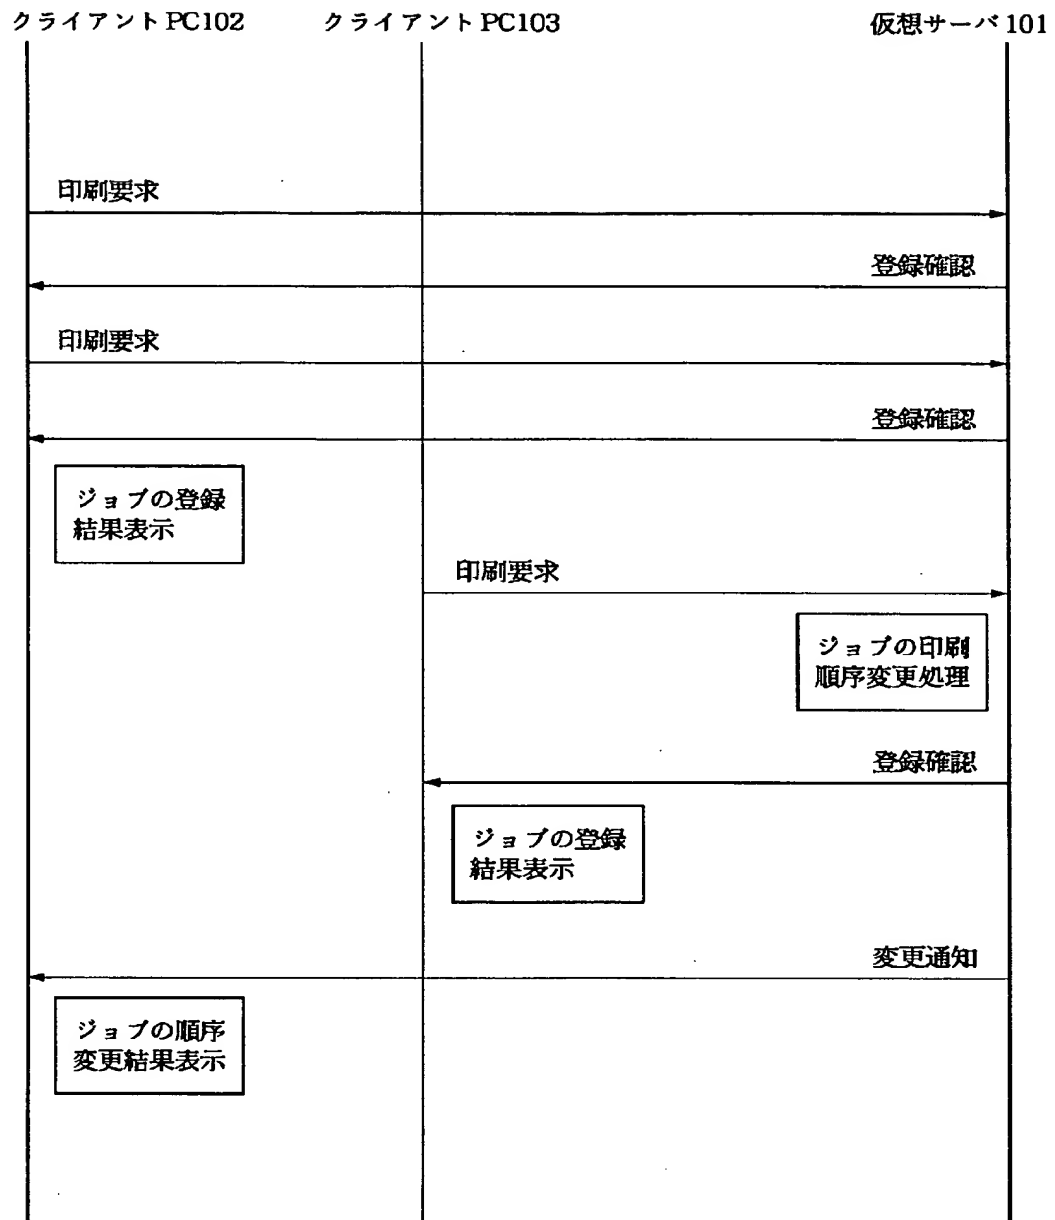 クライアントPC102
クライアントPC103
仮想サーバ101
印刷要求
登録確認
印刷要求
登録確認
ジョブの登録
結果表示
印刷要求
ジョブの印刷
順序変更処理
登録確認
ジョブの登録
結果表示
変更通知
ジョブの順序
変更結果表示